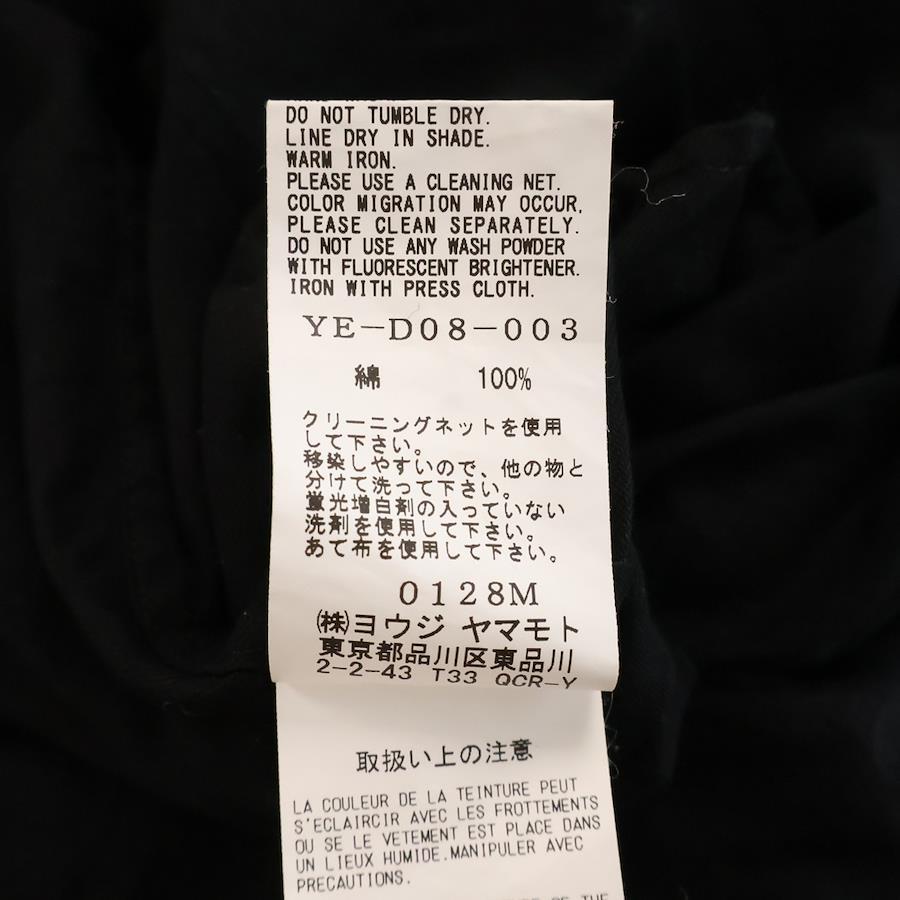 DO NOT TUMBLE DRY.
LINE DRY IN SHADE.
WARM IRON.
PLEASE USE A CLEANING NET.
COLOR MIGRATION MAY OCCUR,
PLEASE CLEAN SEPARATELY.
DO NOT USE ANY WASH POWDER
WITH FLUORESCENT BRIGHTENER.
IRON WITH PRESS CLOTH.
YE-D08-003
綿 100%
クリーニングネットを使用
して下さい。
移染しやすいので、他の物と
分けて洗って下さい。
蛍光増白剤の入っていない
洗剤を使用して下さい。
あて布を使用して下さい。
0128M
㈱ヨウジ ヤマモト
東京都品川区東品川
2-2-43 T33 QCR-Y
取扱い上の注意
LA COULEUR DE LA TEINTURE PEUT
S'ECLAIRCIR AVEC LES FROTTEMENTS
OU SE LE VETEMENT EST PLACE DANS
UN LIEUX HUMIDE.MANIPULER AVEC
PRECAUTIONS.
OF THE